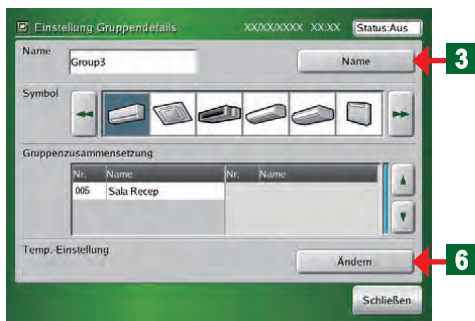 Einstellung Gruppendetails XX/XX/XXXX XX:XX Status:Aus
Name Group3 Name 3
Symbol
Gruppenzusammensetzung
Nr. Name Nr. Name
005 Sala Recep
Temp.-Einstellung Ändern 6
Schließen